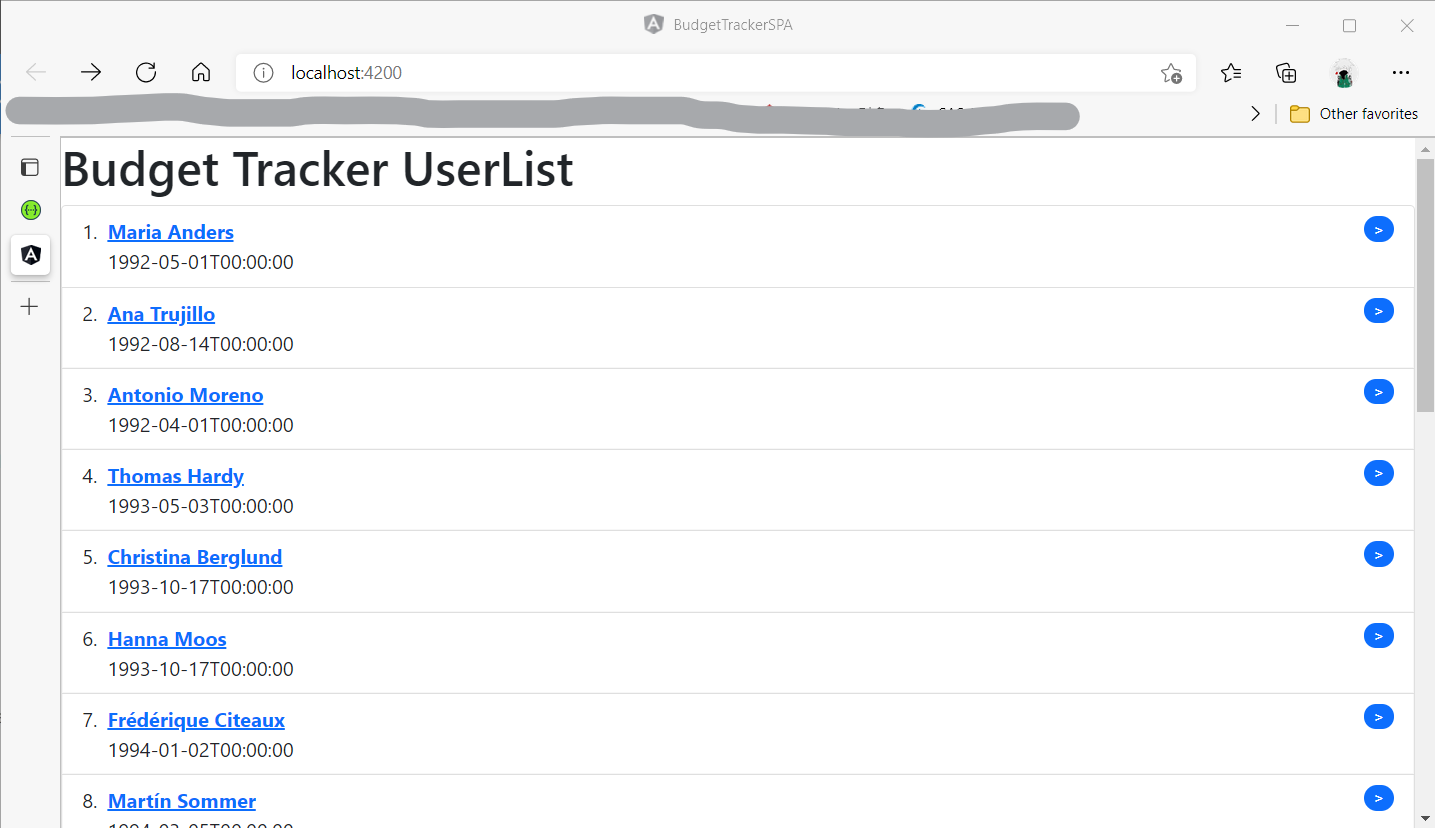 BudgetTrackerSPA
localhost:4200
Other favorites
Budget Tracker UserList
1. Maria Anders >
1992-05-01T00:00:00
2. Ana Trujillo >
1992-08-14T00:00:00
3. Antonio Moreno >
1992-04-01T00:00:00
4. Thomas Hardy >
1993-05-03T00:00:00
5. Christina Berglund >
1993-10-17T00:00:00
6. Hanna Moos >
1993-10-17T00:00:00
7. Frédérique Citeaux >
1994-01-02T00:00:00
8. Martín Sommer >